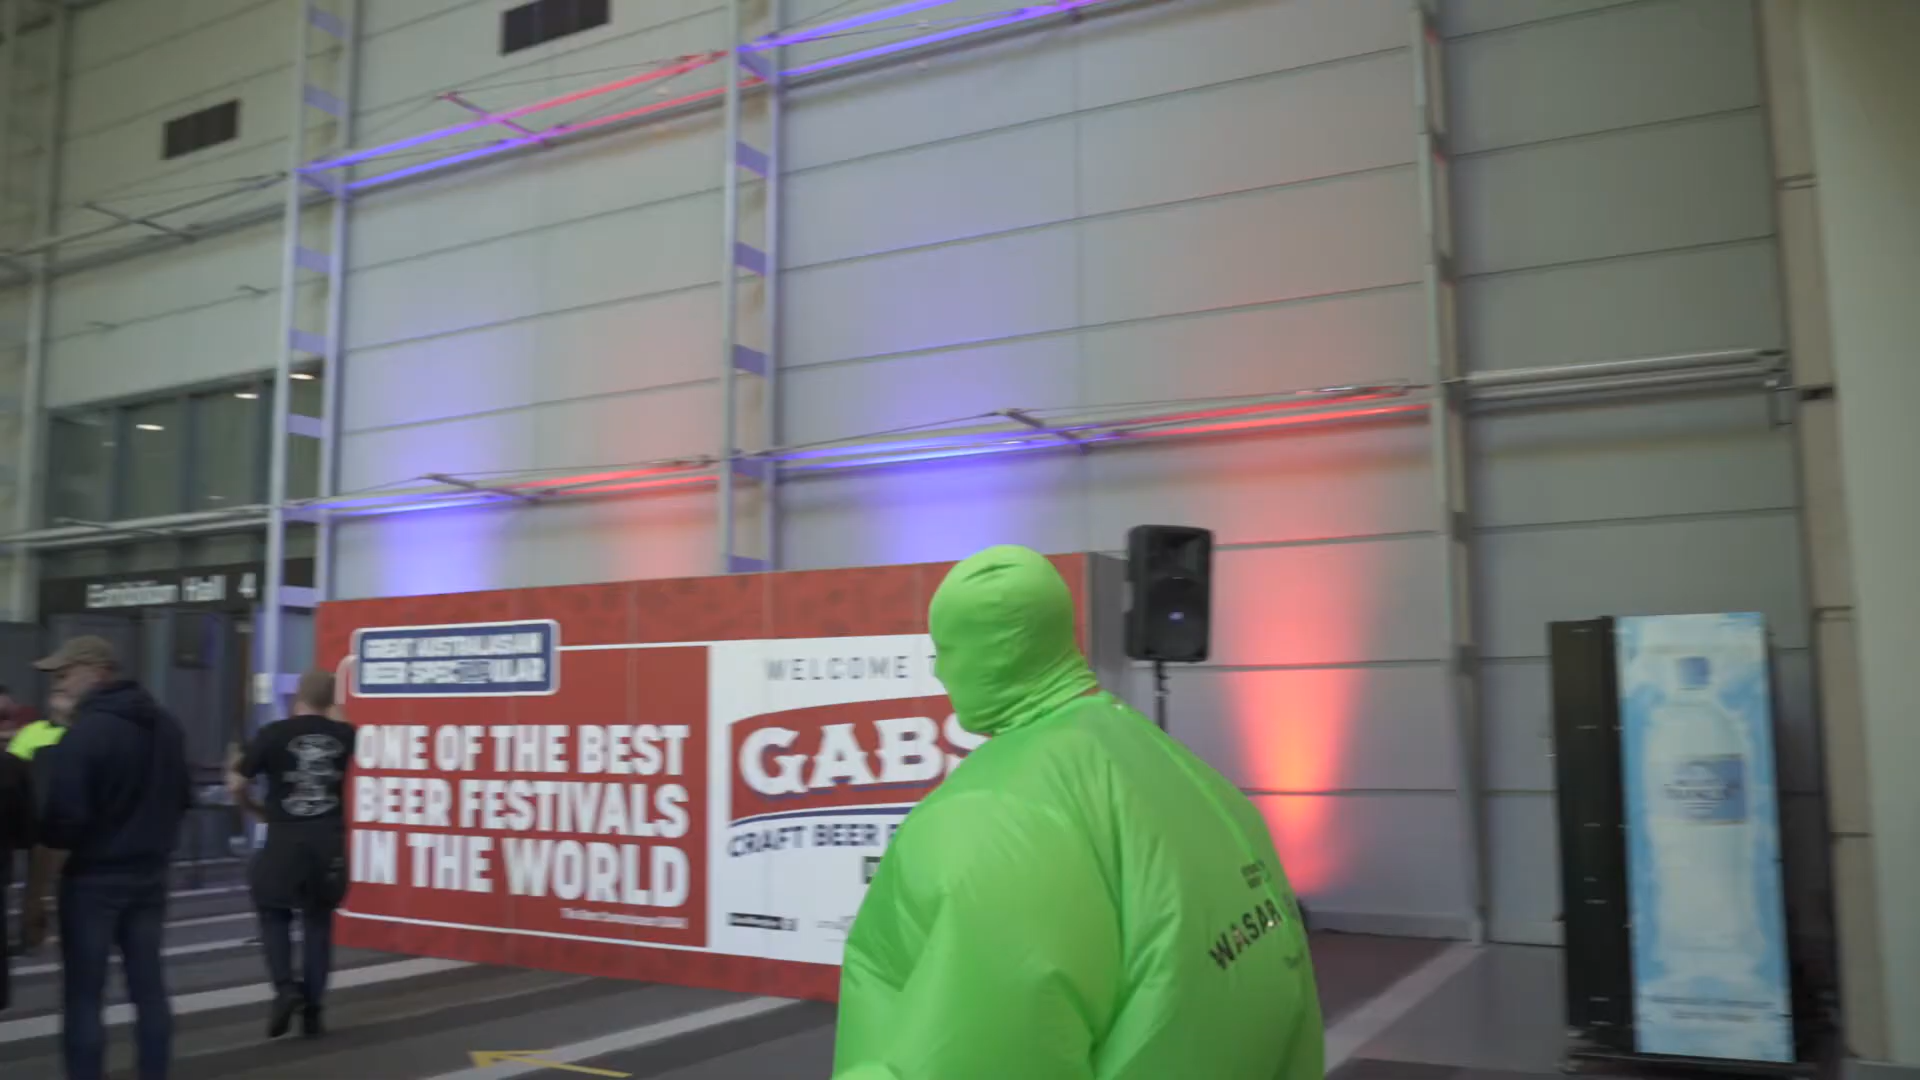 Exhibition Hall 4
GREAT AUSTRALASIAN
BEER SPECTACULAR
ONE OF THE BEST
BEER FESTIVALS
IN THE WORLD
WELCOME
GABS
CRAFT BEER
WASAB